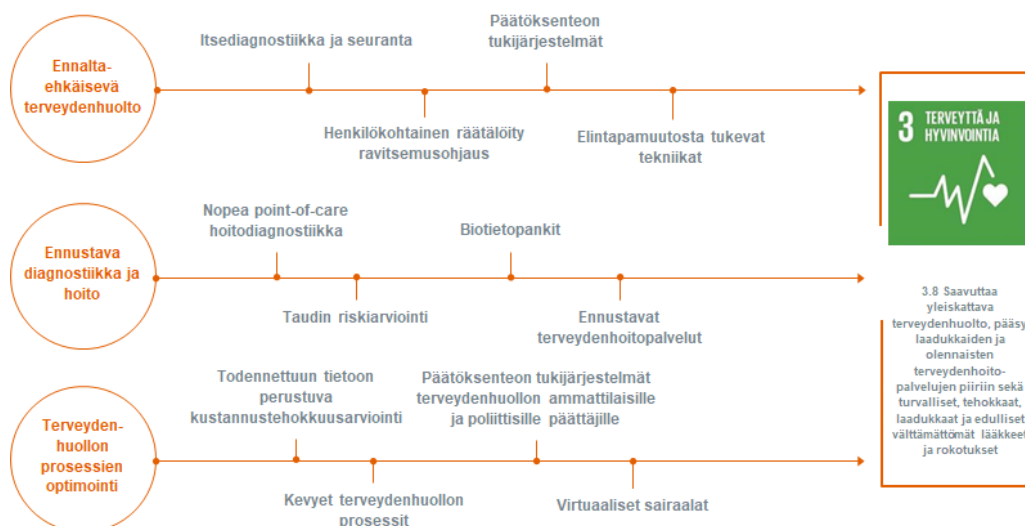 Ennalta-
ehkäisevä
terveydenhuolto
Itsediagnostiikka ja seuranta
Henkilökohtainen räätälöity
ravitsemusohjaus
Päätöksenteon
tukijärjestelmät
Elintapamuutosta tukevat
tekniikat
Ennustava
diagnostiikka ja
hoito
Nopea point-of-care
hoitodiagnostiikka
Taudin riskiarviointi
Biotietopankit
Ennustavat
terveydenhoitopalvelut
Terveyden-
huollon
prosessien
optimointi
Todennettuun tietoon
perustuva
kustannustehokkuusarviointi
Kevyet terveydenhuollon
prosessit
Päätöksenteon tukijärjestelmät
terveydenhuollon ammattilaisille
ja poliittisille päättäjille
Virtuaaliset sairaalat
3 TERVEYTTÄ JA
HYVINVOINTIA
3.8 Saavuttaa
yleiskattava
terveydenhuolto, pääsy
laadukkaiden ja
olennaisten
terveydenhoito-
palvelujen piiriin sekä
turvalliset, tehokkaat,
laadukkaat ja edulliset
välttämättömät lääkkeet
ja rokotukset